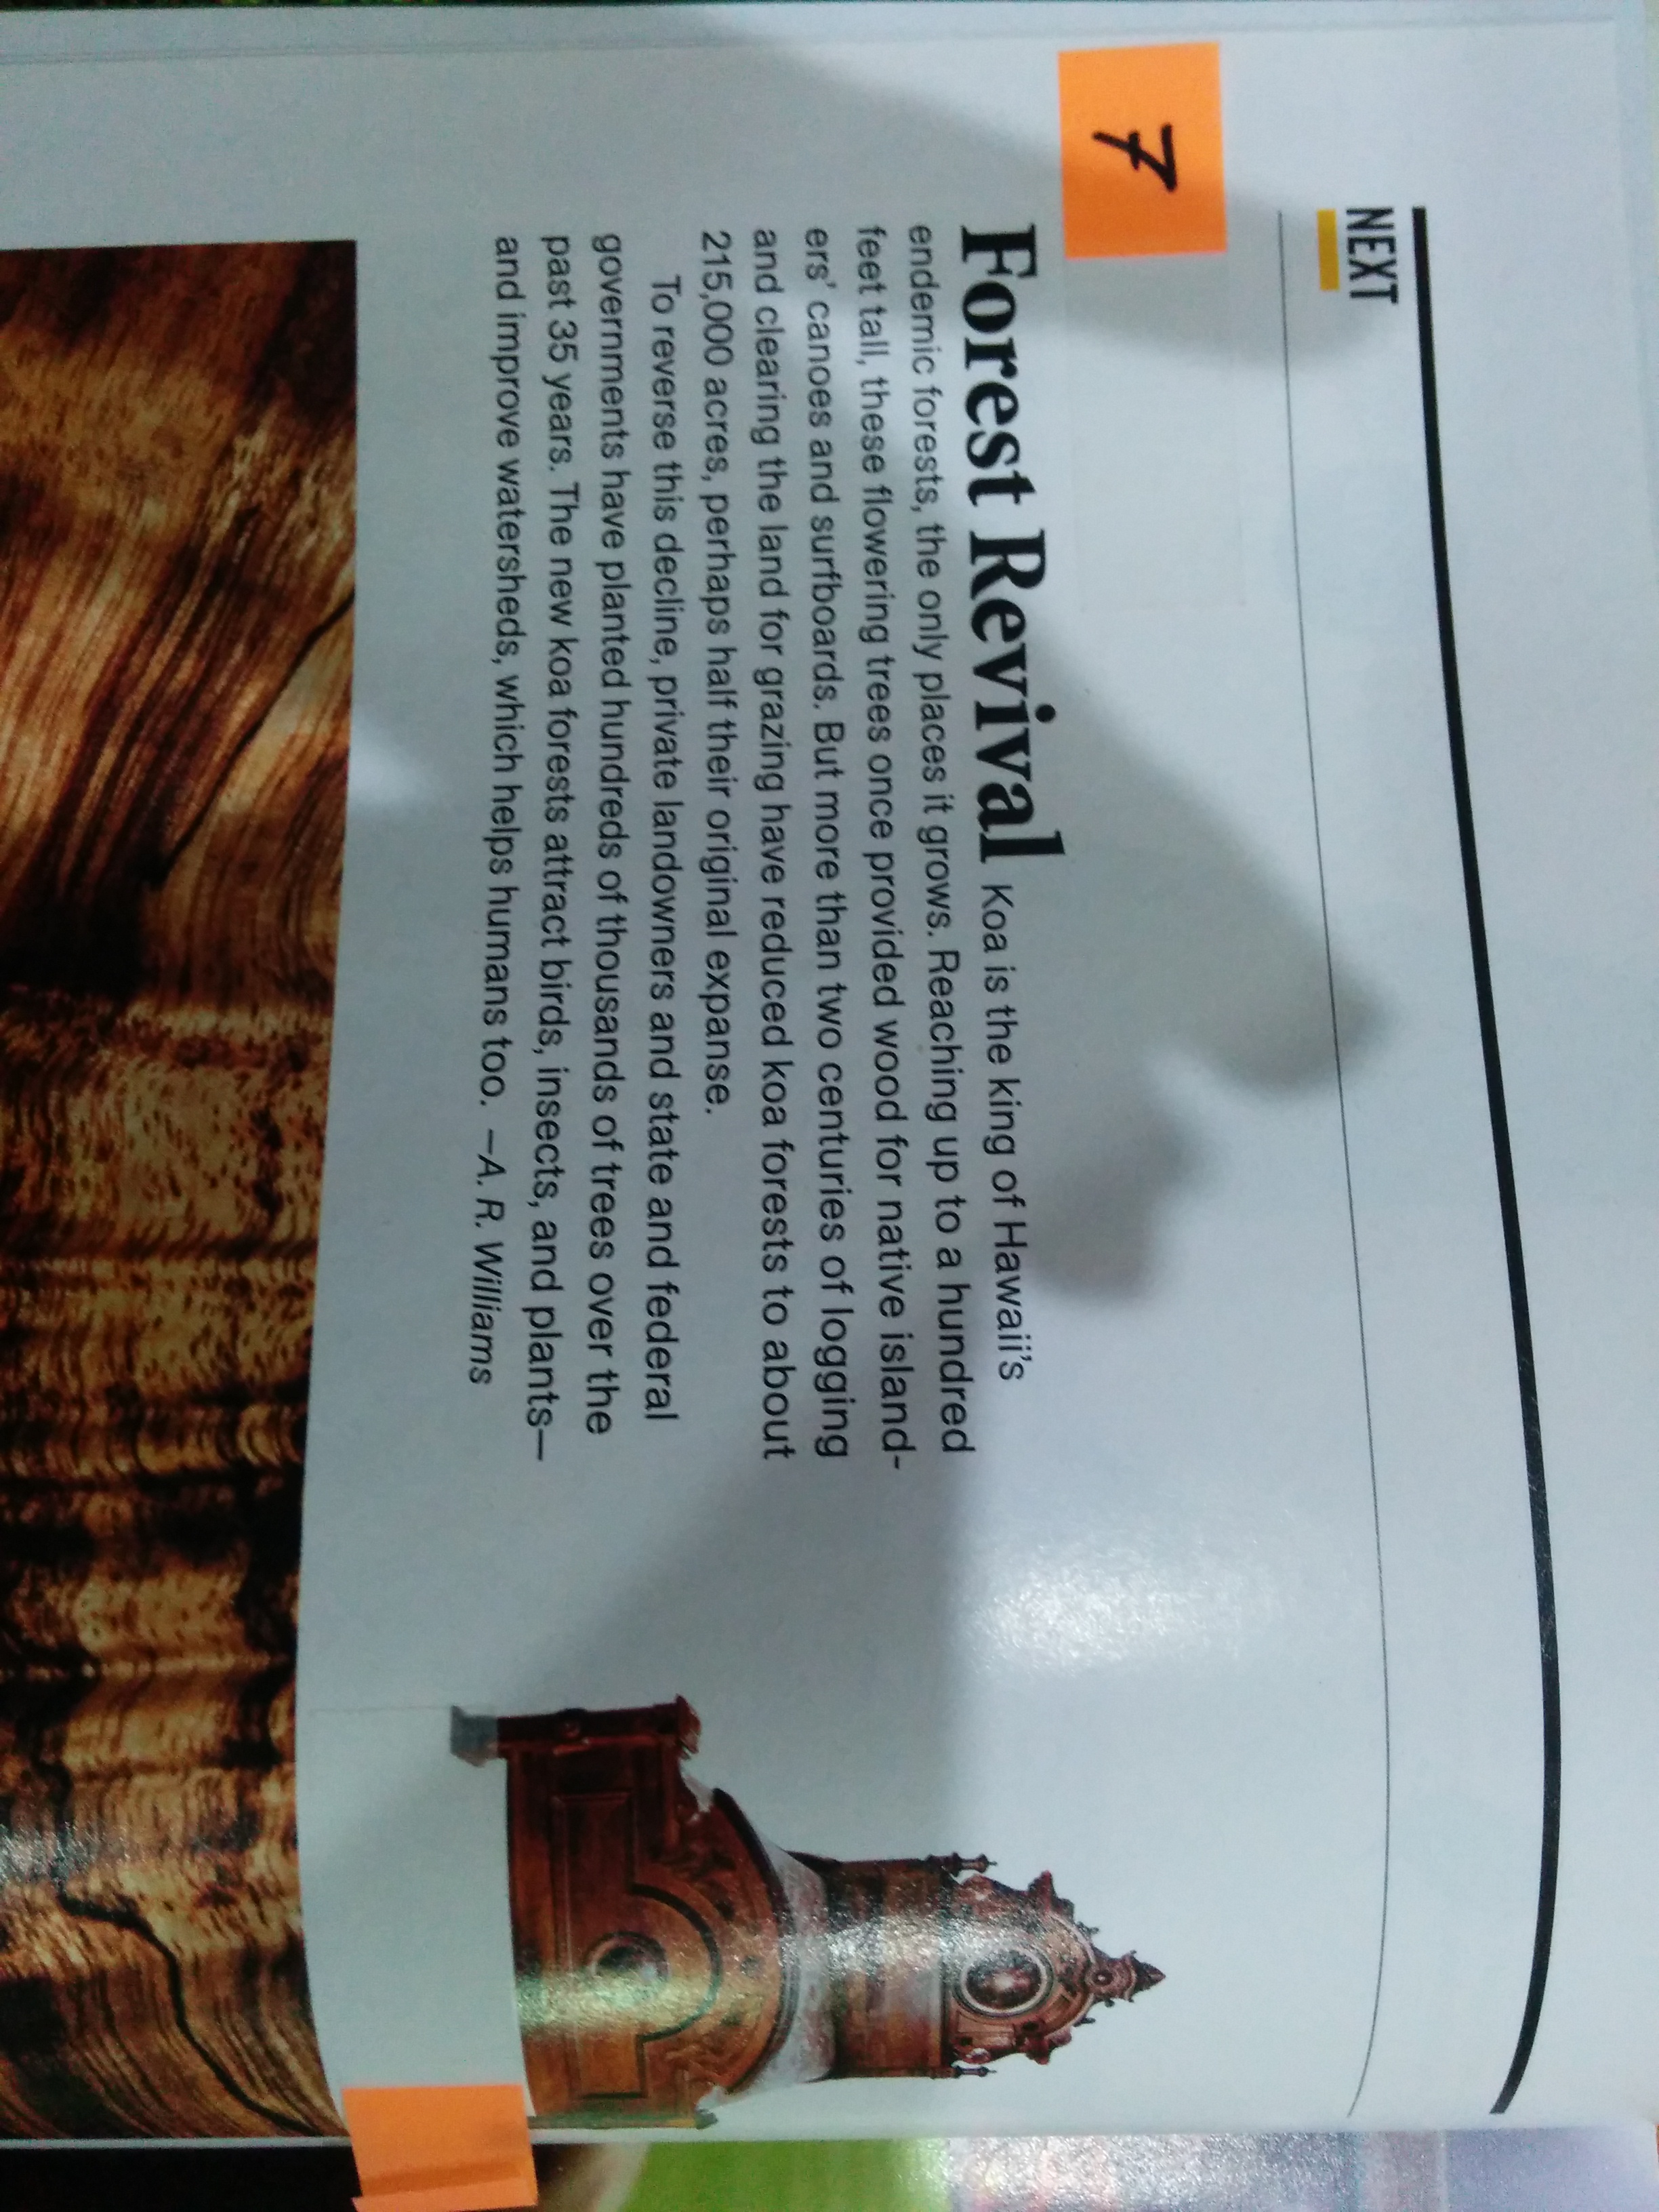 NEXT
7
Forest Revival Koa is the king of Hawaii's
endemic forests, the only places it grows. Reaching up to a hundred
feet tall, these flowering trees once provided wood for native island-
ers' canoes and surfboards. But more than two centuries of logging
and clearing the land for grazing have reduced koa forests to about
215,000 acres, perhaps half their original expanse.
To reverse this decline, private landowners and state and federal
governments have planted hundreds of thousands of trees over the
past 35 years. The new koa forests attract birds, insects, and plants—
and improve watersheds, which helps humans too. —A. R. Williams